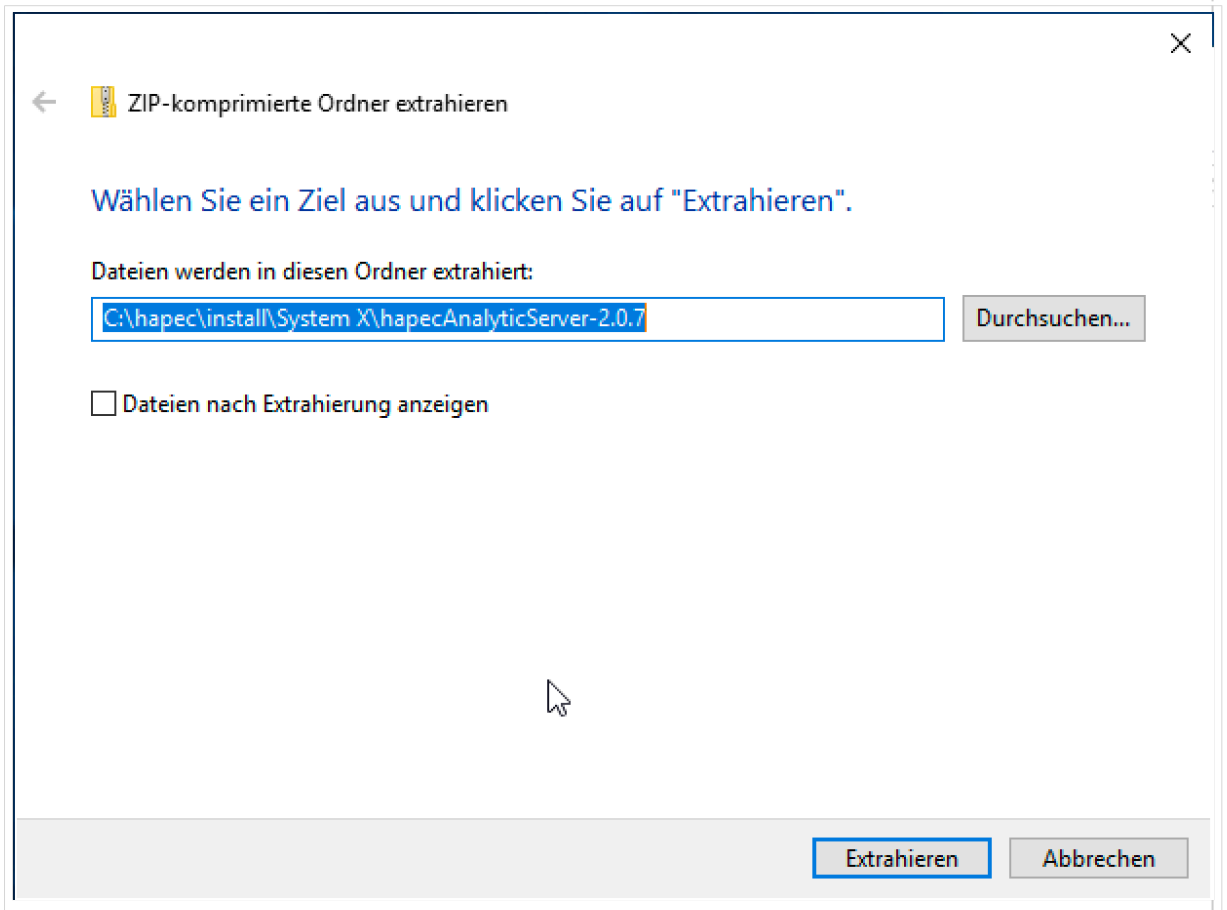 ZIP-komprimierte Ordner extrahieren
Wählen Sie ein Ziel aus und klicken Sie auf "Extrahieren".
Dateien werden in diesen Ordner extrahiert:
C:\hapec\install\System X\hapecAnalyticServer-2.0.7
Durchsuchen...
Dateien nach Extrahierung anzeigen
Extrahieren
Abbrechen